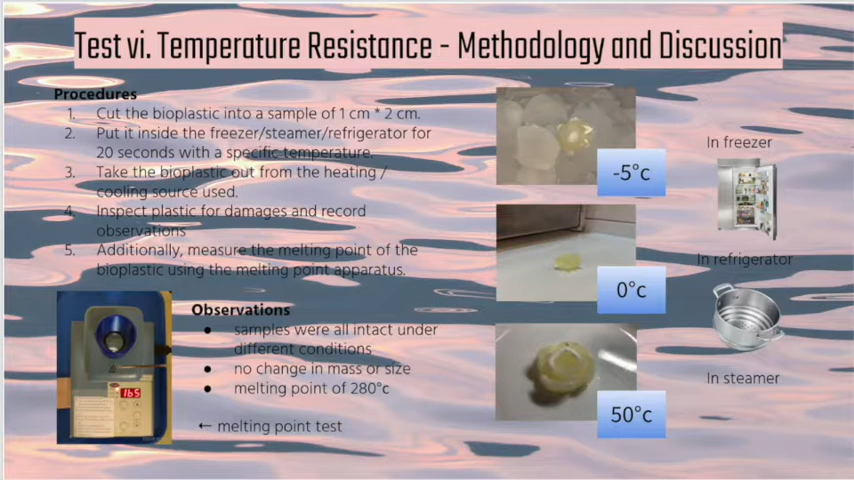 Test vi. Temperature Resistance - Methodology and Discussion
Procedures
1. Cut the bioplastic into a sample of 1 cm * 2 cm.
2. Put it inside the freezer/steamer/refrigerator for
20 seconds with a specific temperature.
3. Take the bioplastic out from the heating /
cooling source used.
4. Inspect plastic for damages and record
observations
5. Additionally, measure the melting point of the
bioplastic using the melting point apparatus.
Observations
● samples were all intact under
different conditions
● no change in mass or size
● melting point of 280°c
← melting point test
165
-5°c
0°c
50°c
In freezer
In refrigerator
In steamer